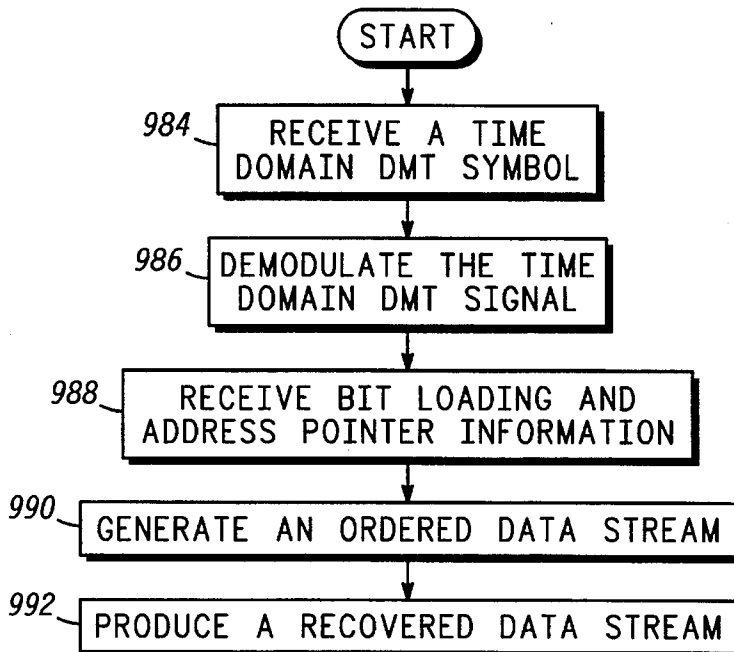 START
984
RECEIVE A TIME
DOMAIN DMT SYMBOL
986
DEMODULATE THE TIME
DOMAIN DMT SIGNAL
988
RECEIVE BIT LOADING AND
ADDRESS POINTER INFORMATION
990
GENERATE AN ORDERED DATA STREAM
992
PRODUCE A RECOVERED DATA STREAM